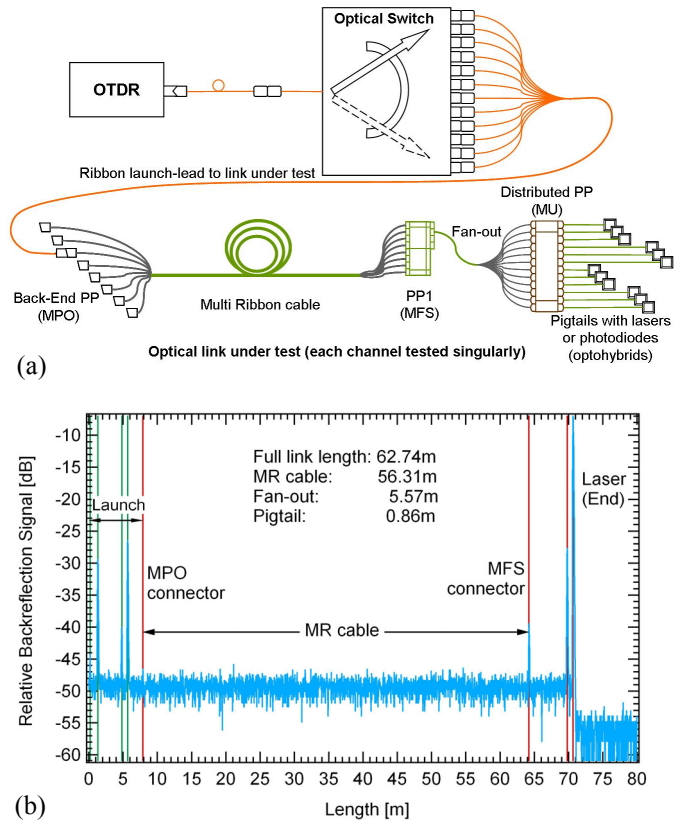 Optical Switch
OTDR
Ribbon launch-lead to link under test
Distributed PP
(MU)
Fan-out
Back-End PP
(MPO)
Multi Ribbon cable
PP1
(MFS)
Pigtails with lasers
or photodiodes
(optohybrids)
Optical link under test (each channel tested singularly)
(a)
Relative Backreflection Signal [dB]
-10
-15
-20
-25
-30
-35
-40
-45
-50
-55
-60
Full link length: 62.74m
MR cable: 56.31m
Fan-out: 5.57m
Pigtail: 0.86m
Laser
(End)
Launch
MPO
connector
MFS
connector
MR cable
0 5 10 15 20 25 30 35 40 45 50 55 60 65 70 75 80
Length [m]
(b)